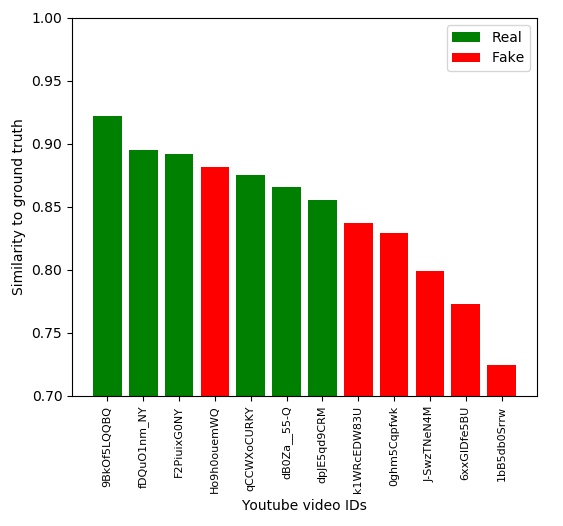 1.00
0.95
0.90
0.85
0.80
0.75
0.70
Similarity to ground truth
Real
Fake
9BkOf5LQQBQ
fDQuO1nm_NY
F2PiuixG0NY
Ho9h0ouemWQ
qCCWXoCURKY
dB0Za__55-Q
dpJE5qd9CRM
k1WRcEDW83U
0ghm5Cqpfwk
J-SwzTNeN4M
6xxGIDfe5BU
1bB5db0Srrw
Youtube video IDs